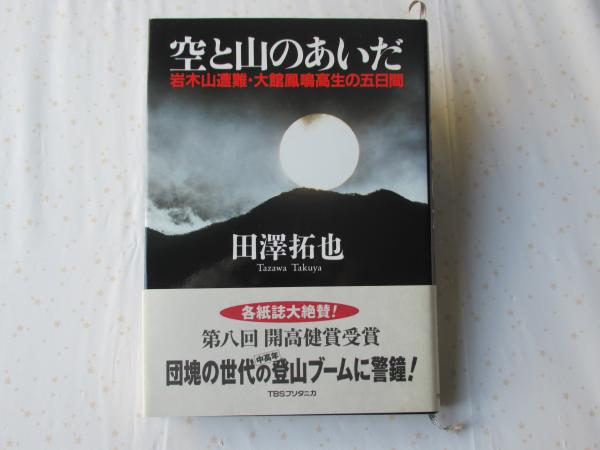 空と山のあいだ
岩木山遭難・大館鳳鳴高生の五日間
田澤拓也
Tazawa Takuya
各紙誌大絶賛!
第八回 開高健賞受賞
中高年
団塊の世代の登山ブームに警鐘!
TBSブリタニカ